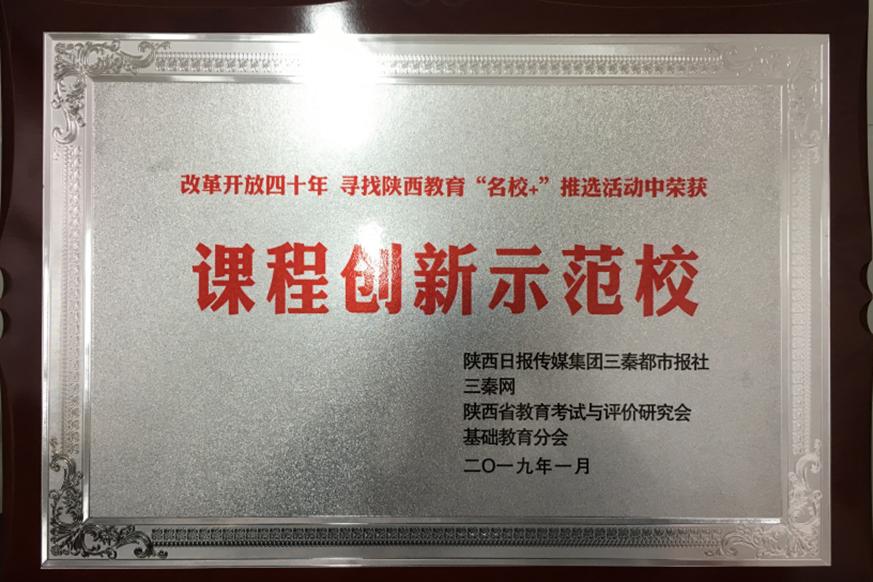 改革开放四十年 寻找陕西教育“名校+”推选活动中荣获
课程创新示范校
陕西日报传媒集团三秦都市报社
三秦网
陕西省教育考试与评价研究会
基础教育分会
二〇一九年一月